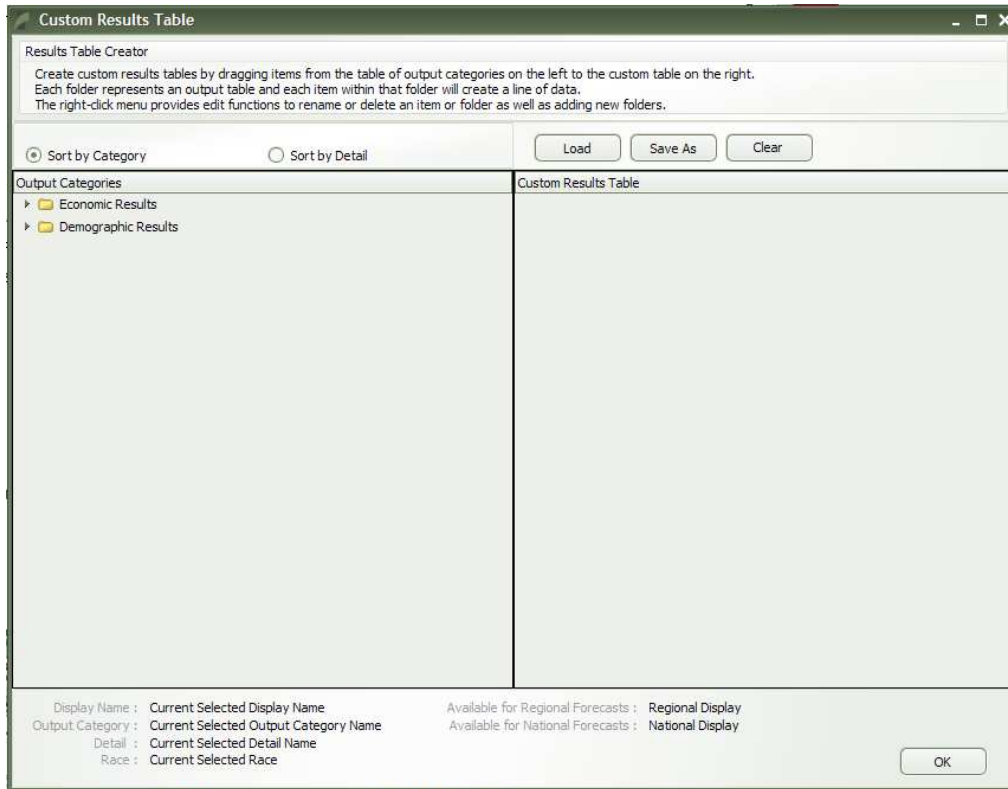 Custom Results Table
Results Table Creator
Create custom results tables by dragging items from the table of output categories on the left to the custom table on the right.
Each folder represents an output table and each item within that folder will create a line of data.
The right-click menu provides edit functions to rename or delete an item or folder as well as adding new folders.
Sort by Category
Sort by Detail
Load
Save As
Clear
Output Categories
Custom Results Table
Economic Results
Demographic Results
Display Name : Current Selected Display Name
Available for Regional Forecasts : Regional Display
Output Category : Current Selected Output Category Name
Available for National Forecasts : National Display
Detail : Current Selected Detail Name
Race : Current Selected Race
OK